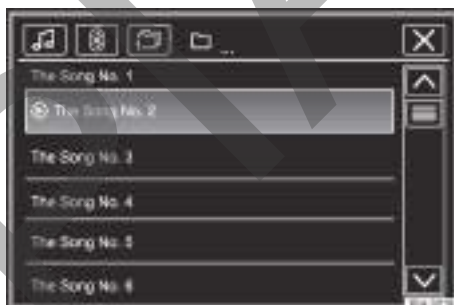 ...
The Song No. 1
The Song No. 2
The Song No. 3
The Song No. 4
The Song No. 5
The Song No. 6